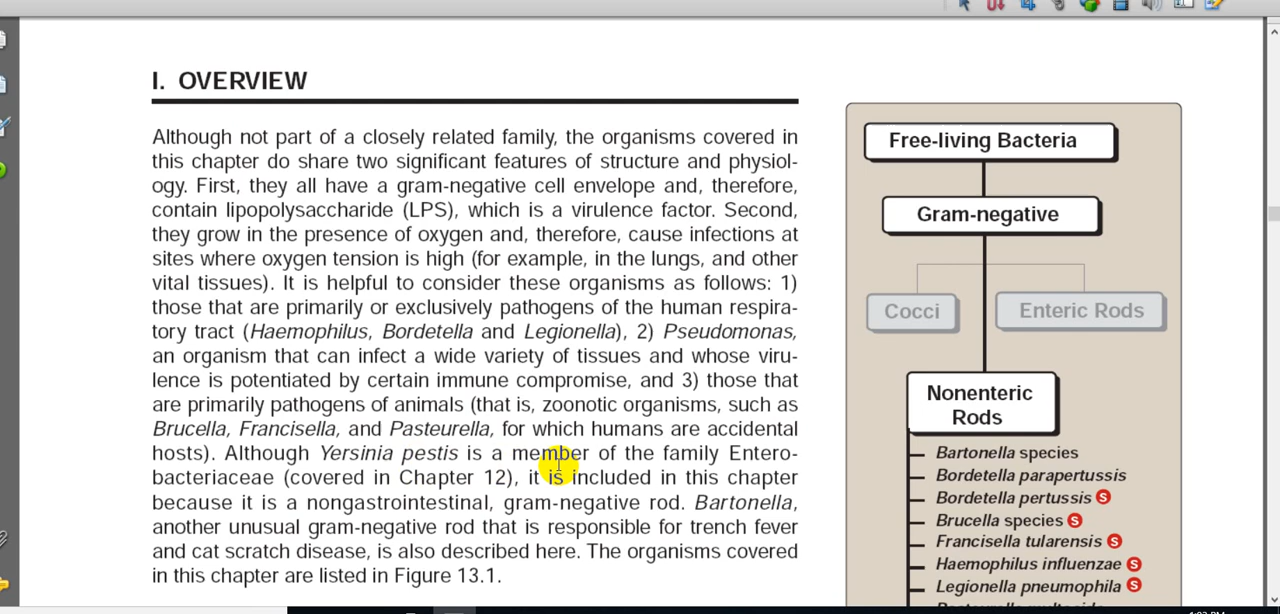 I. OVERVIEW
Although not part of a closely related family, the organisms covered in
this chapter do share two significant features of structure and physiol-
ogy. First, they all have a gram-negative cell envelope and, therefore,
contain lipopolysaccharide (LPS), which is a virulence factor. Second,
they grow in the presence of oxygen and, therefore, cause infections at
sites where oxygen tension is high (for example, in the lungs, and other
vital tissues). It is helpful to consider these organisms as follows: 1)
those that are primarily or exclusively pathogens of the human respira-
tory tract (Haemophilus, Bordetella and Legionella), 2) Pseudomonas,
an organism that can infect a wide variety of tissues and whose viru-
lence is potentiated by certain immune compromise, and 3) those that
are primarily pathogens of animals (that is, zoonotic organisms, such as
Brucella, Francisella, and Pasteurella, for which humans are accidental
hosts). Although Yersinia pestis is a member of the family Entero-
bacteriaceae (covered in Chapter 12), it is included in this chapter
because it is a nongastrointestinal, gram-negative rod. Bartonella,
another unusual gram-negative rod that is responsible for trench fever
and cat scratch disease, is also described here. The organisms covered
in this chapter are listed in Figure 13.1.
Free-living Bacteria
Gram-negative
Cocci
Enteric Rods
Nonenteric
Rods
Bartonella species
Bordetella parapertussis
Bordetella pertussis S
Brucella species S
Francisella tularensis S
Haemophilus influenzae S
Legionella pneumophila S